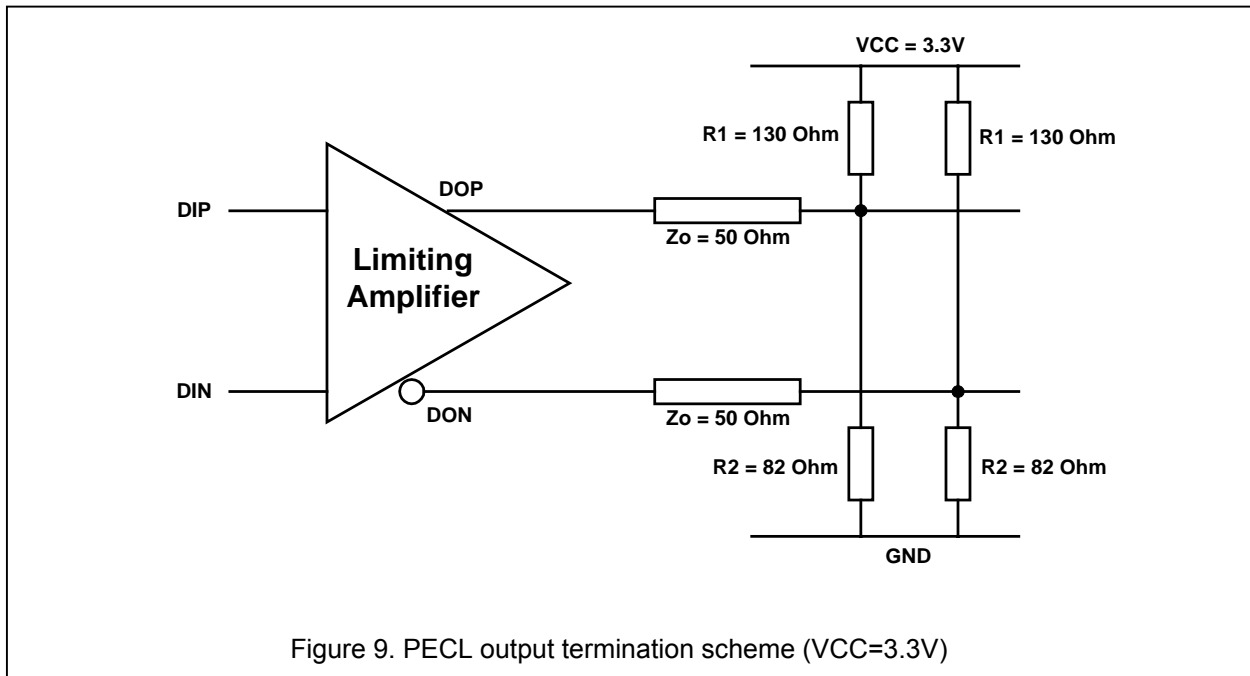 VCC = 3.3V
R1 = 130 Ohm
R1 = 130 Ohm
DOP
DIP
Zo = 50 Ohm
Limiting
Amplifier
DIN
DON
Zo = 50 Ohm
R2 = 82 Ohm
R2 = 82 Ohm
GND
Figure 9. PECL output termination scheme (VCC=3.3V)